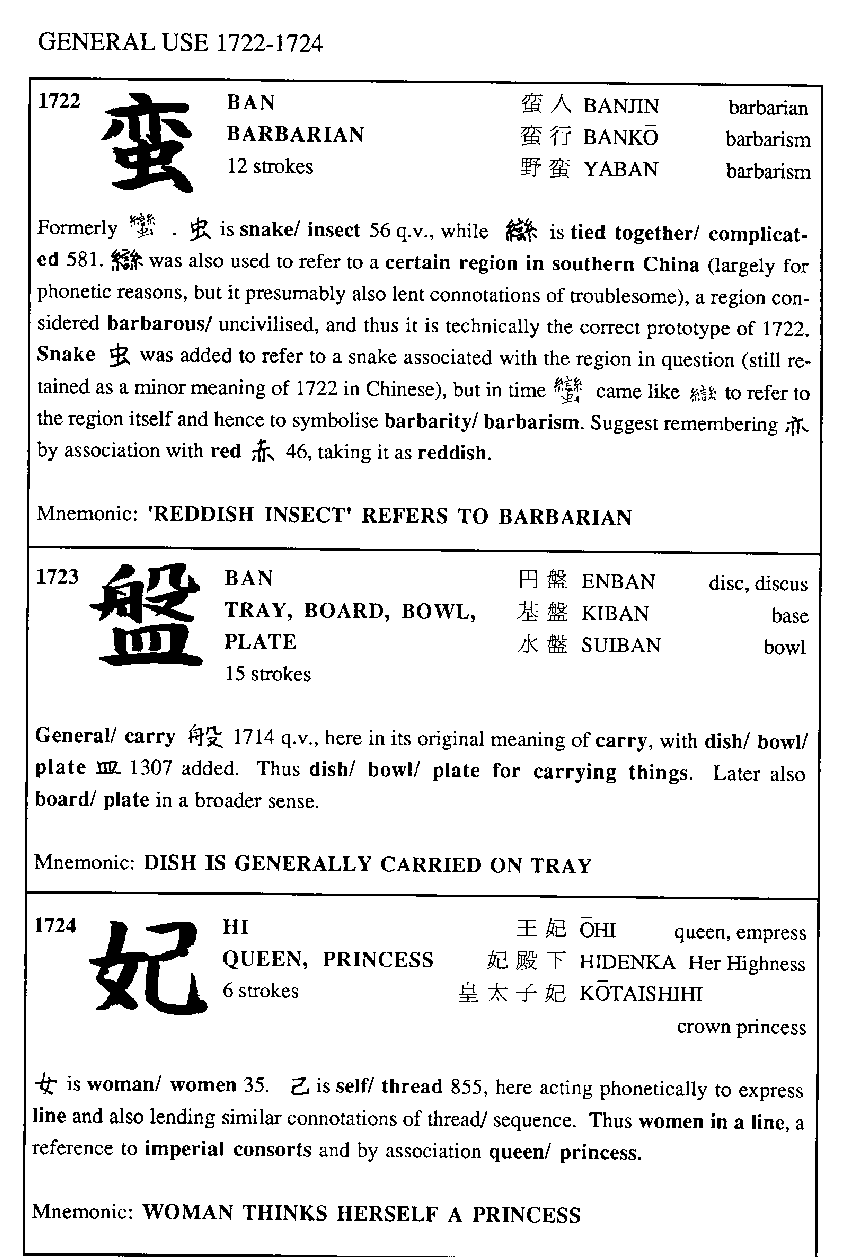 GENERAL USE 1722-1724
1722 蛮 BAN 蛮人 BANJIN barbarian
BARBARIAN 蛮行 BANKŌ barbarism
12 strokes 野蛮 YABAN barbarism
Formerly 蠻 . 虫 is snake/ insect 56 q.v., while 䜌 is tied together/ complicat-
ed 581. 䜌 was also used to refer to a certain region in southern China (largely for
phonetic reasons, but it presumably also lent connotations of troublesome), a region con-
sidered barbarous/ uncivilised, and thus it is technically the correct prototype of 1722.
Snake 虫 was added to refer to a snake associated with the region in question (still re-
tained as a minor meaning of 1722 in Chinese), but in time 蠻 came like 䜌 to refer to
the region itself and hence to symbolise barbarity/ barbarism. Suggest remembering 亦
by association with red 赤 46, taking it as reddish.
Mnemonic: 'REDDISH INSECT' REFERS TO BARBARIAN
1723 盤 BAN 円盤 ENBAN disc, discus
TRAY, BOARD, BOWL, 基盤 KIBAN base
PLATE 水盤 SUIBAN bowl
15 strokes
General/ carry 般 1714 q.v., here in its original meaning of carry, with dish/ bowl/
plate 皿 1307 added. Thus dish/ bowl/ plate for carrying things. Later also
board/ plate in a broader sense.
Mnemonic: DISH IS GENERALLY CARRIED ON TRAY
1724 妃 HI 王妃 ŌHI queen, empress
QUEEN, PRINCESS 妃殿下 HIDENKA Her Highness
6 strokes 皇太子妃 KŌTAISHIHI
crown princess
女 is woman/ women 35. 己 is self/ thread 855, here acting phonetically to express
line and also lending similar connotations of thread/ sequence. Thus women in a line, a
reference to imperial consorts and by association queen/ princess.
Mnemonic: WOMAN THINKS HERSELF A PRINCESS